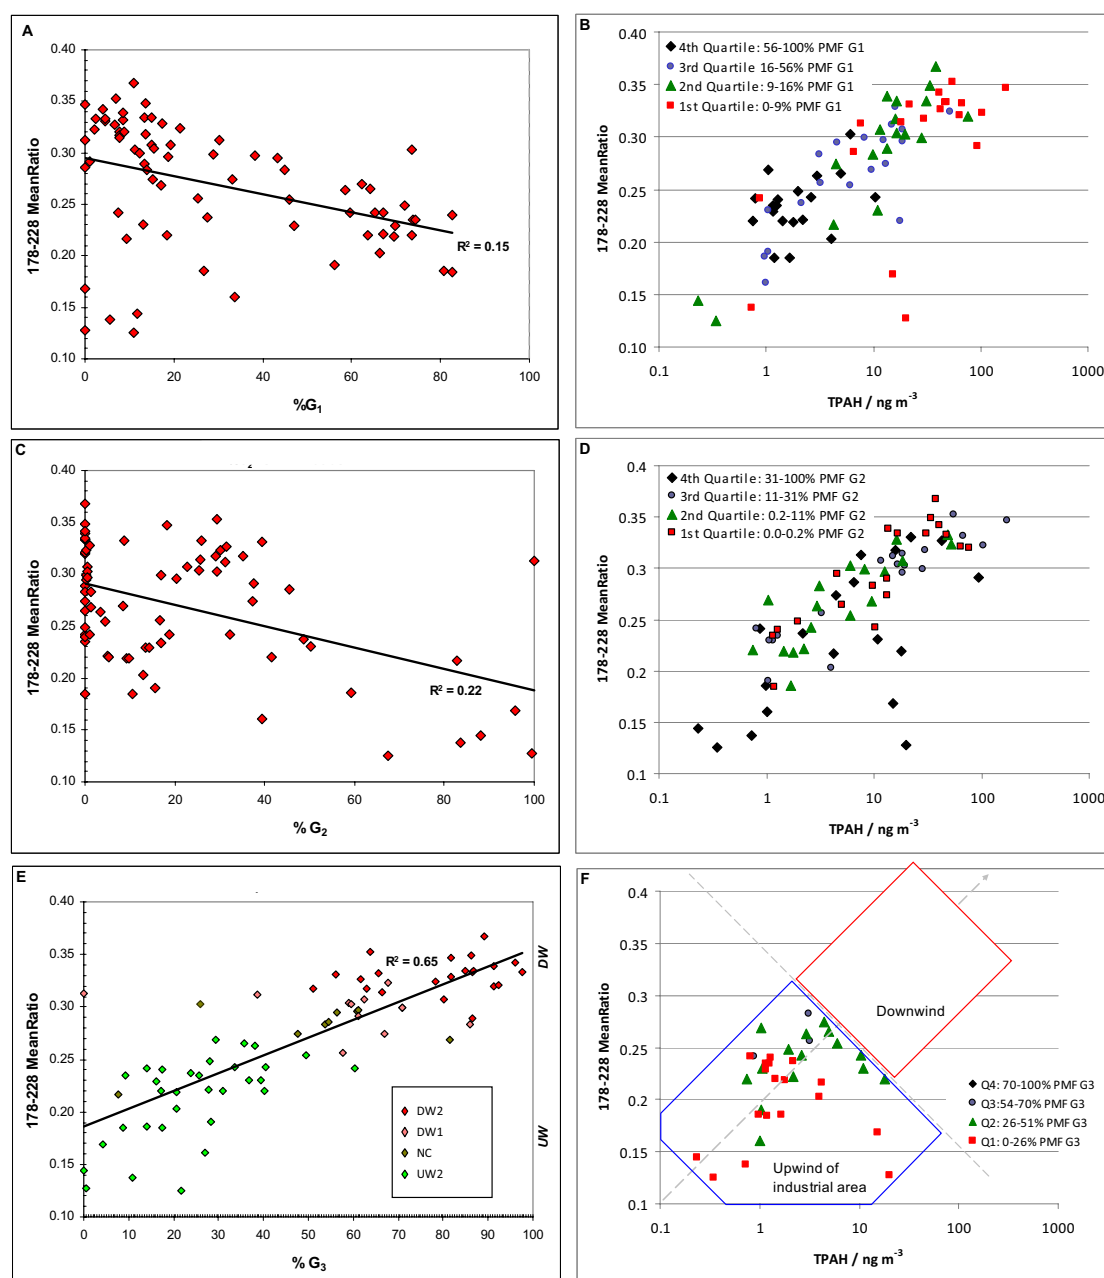 A
0.40
0.35
0.30
0.25
0.20
0.15
0.10
178-228 MeanRatio
R² = 0.15
0
20
40
60
80
100
%G₁
B
0.40
0.35
0.30
0.25
0.20
0.15
0.10
178-228 MeanRatio
4th Quartile: 56-100% PMF G1
3rd Quartile 16-56% PMF G1
2nd Quartile: 9-16% PMF G1
1st Quartile: 0-9% PMF G1
0.1
1
10
100
1000
TPAH / ng m⁻³
C
0.40
0.35
0.30
0.25
0.20
0.15
0.10
178-228 MeanRatio
R² = 0.22
0
20
40
60
80
100
% G₂
D
0.4
0.35
0.3
0.25
0.2
0.15
0.1
178-228 MeanRatio
4th Quartile: 31-100% PMF G2
3rd Quartile: 11-31% PMF G2
2nd Quartile: 0.2-11% PMF G2
1st Quartile: 0.0-0.2% PMF G2
0.1
1
10
100
1000
TPAH / ng m⁻³
E
0.40
0.35
0.30
0.25
0.20
0.15
0.10
178-228 MeanRatio
R² = 0.65
DW
UW
DW2
DW1
NC
UW2
0
10
20
30
40
50
60
70
80
90
100
% G₃
F
0.4
0.35
0.3
0.25
0.2
0.15
0.1
178-228 MeanRatio
Downwind
Upwind of
industrial area
Q4: 70-100% PMF G3
Q3:54-70% PMF G3
Q2: 26-51% PMF G3
Q1: 0-26% PMF G3
0.1
1
10
100
1000
TPAH / ng m⁻³